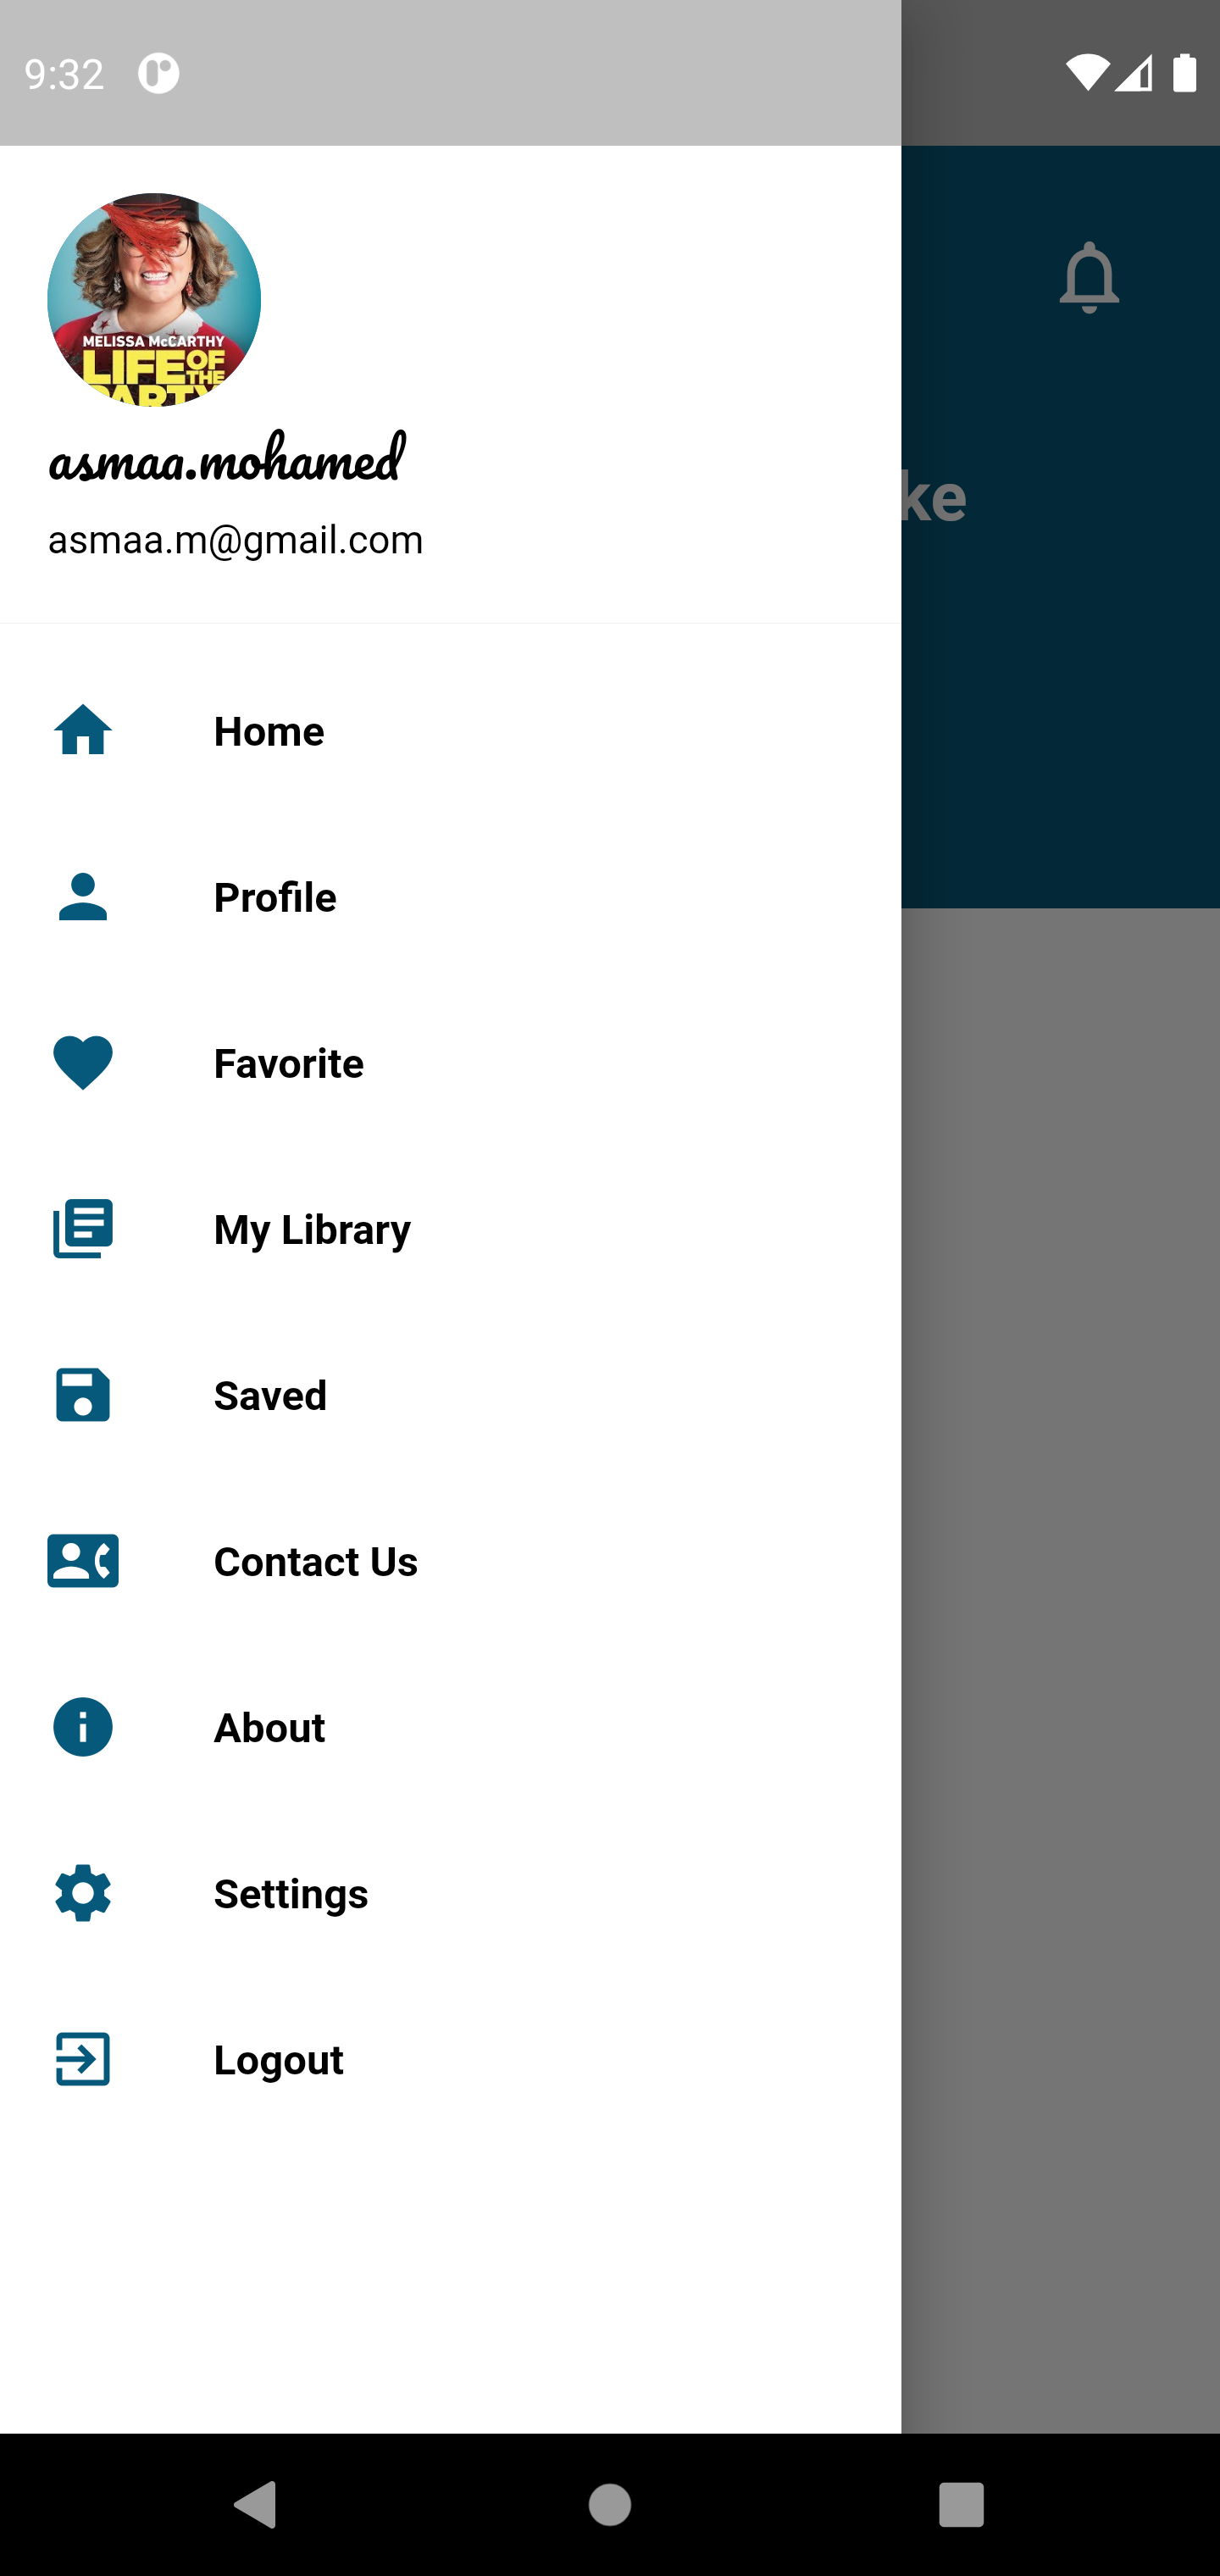 9:32
MELISSA McCARTHY
LIFE OF
THE
PARTY
asmaa.mohamed
asmaa.m@gmail.com
ke
Home
Profile
Favorite
My Library
Saved
Contact Us
About
Settings
Logout